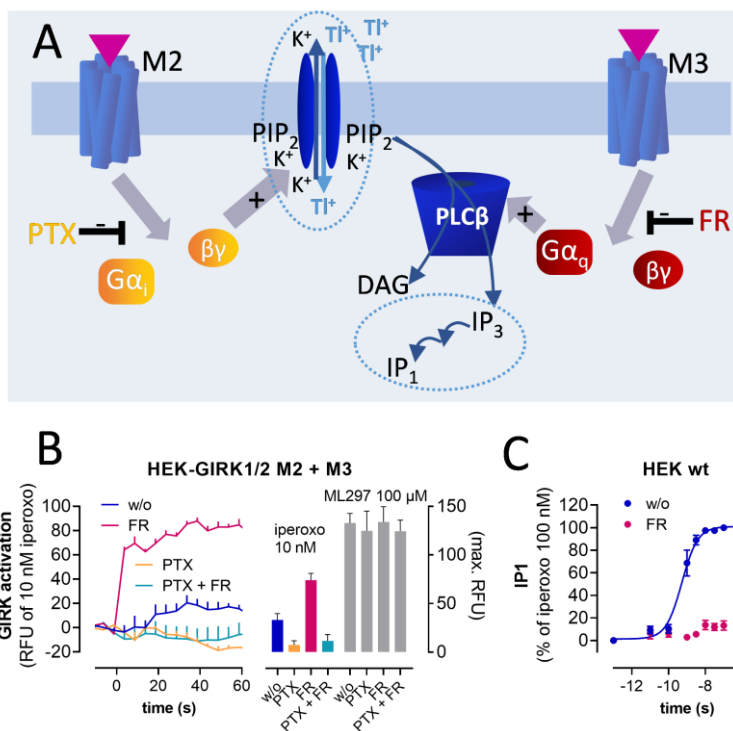 A
M2
K⁺
Tl⁺
Tl⁺
Tl⁺
M3
PIP₂
PIP₂
K⁺
K⁺
K⁺
Tl⁺
+
PTX
-
βγ
Gαᵢ
PLCβ
+
Gα_q
-
FR
βγ
DAG
IP₃
IP₁
B
HEK-GIRK1/2 M2 + M3
GIRK activation
(RFU of 10 nM iperoxo)
100
80
60
40
20
0
-20
w/o
FR
PTX
PTX + FR
0
20
40
60
time (s)
iperoxo
10 nM
ML297 100 µM
150
100
50
0
(max. RFU)
w/o
PTX
FR
PTX + FR
w/o
PTX
FR
PTX + FR
C
HEK wt
IP1
(% of iperoxo 100 nM)
120
100
80
60
40
20
0
w/o
FR
-12
-10
-8